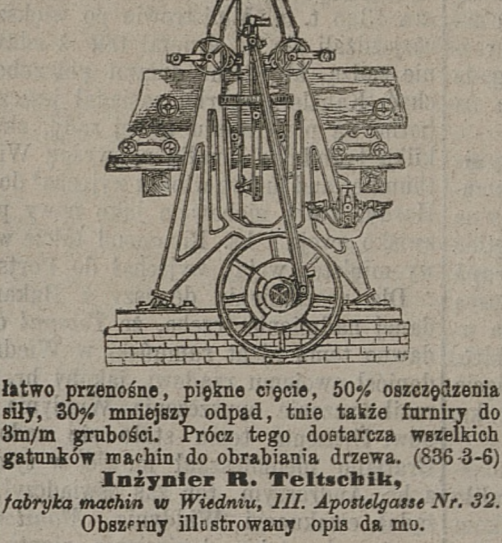 łatwo przenośne, piękne cięcie, 50% oszczędzenia
siły, 30% mniejszy odpad, tnie także furniry do
3m/m grubości. Prócz tego dostarcza wszelkich
gatunków machin do obrabiania drzewa. (836 3-6)
Inżynier R. Teltschik,
fabryka machin w Wiedniu, III. Apostelgasse Nr. 32.
Obszerny illustrowany opis da mo.